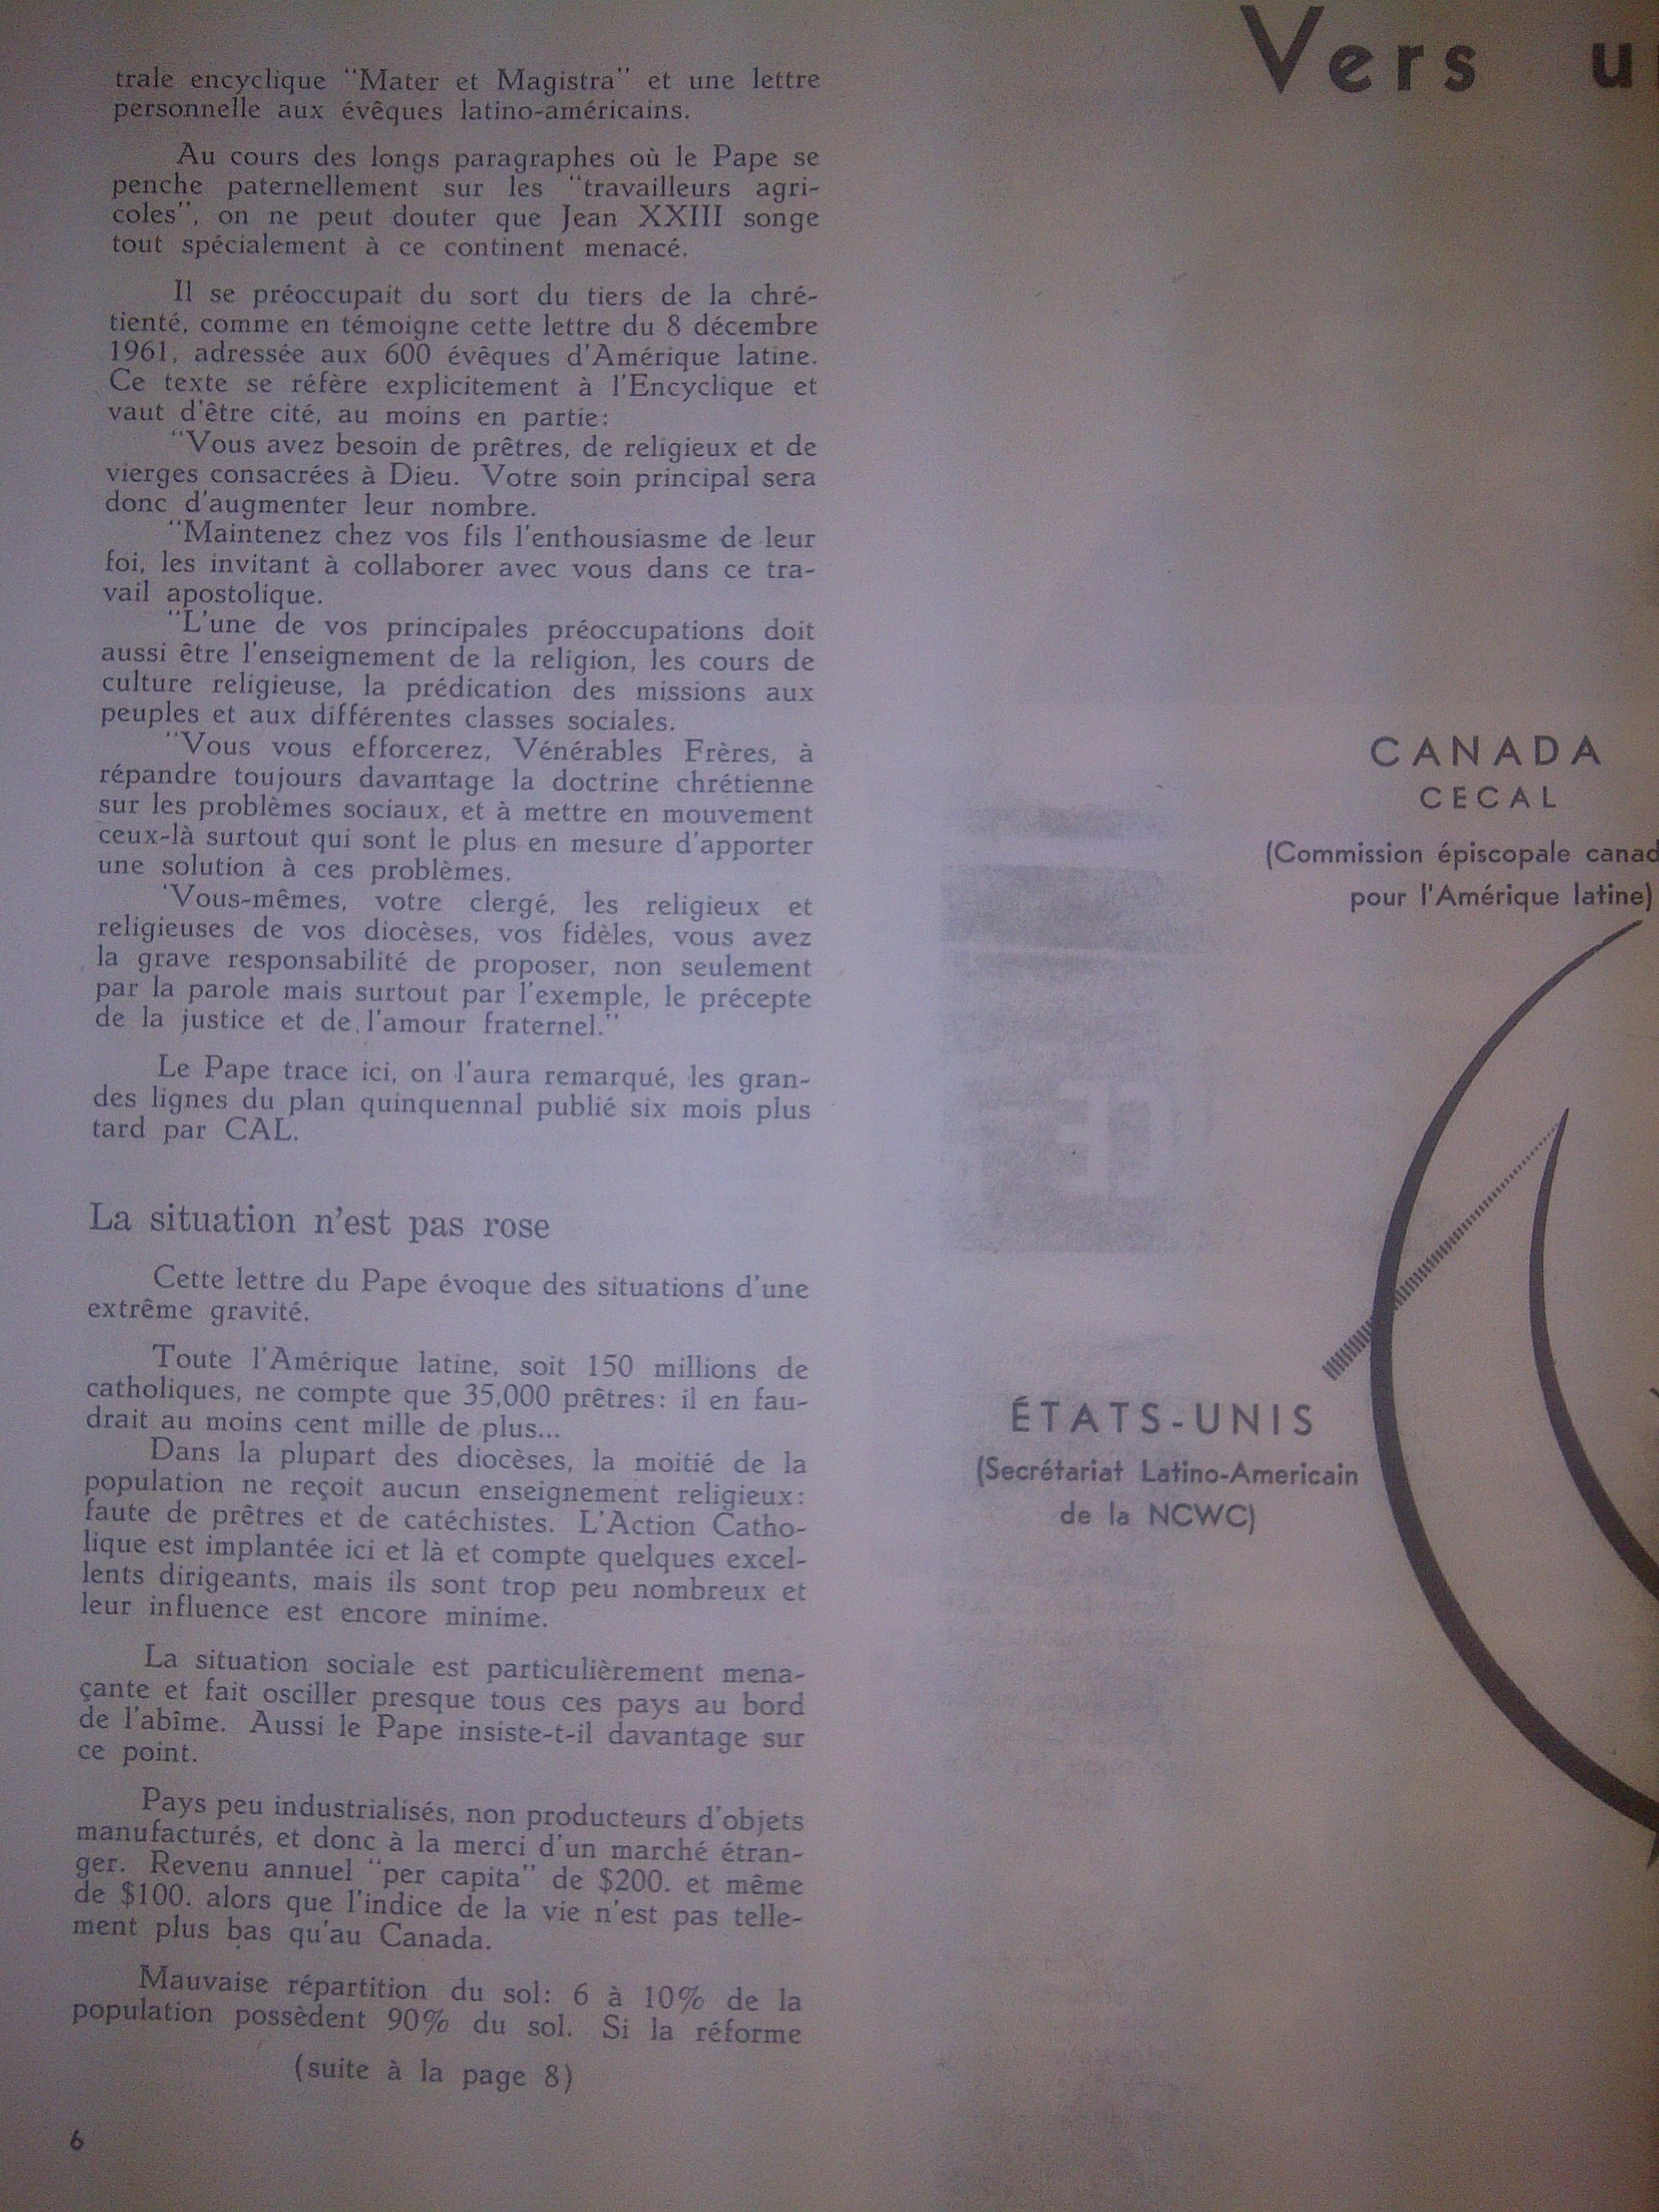 trale encyclique "Mater et Magistra" et une lettre
personnelle aux évêques latino-américains.
Au cours des longs paragraphes où le Pape se
penche paternellement sur les "travailleurs agri-
coles", on ne peut douter que Jean XXIII songe
tout spécialement à ce continent menacé.
Il se préoccupait du sort du tiers de la chré-
tienté, comme en témoigne cette lettre du 8 décembre
1961, adressée aux 600 évêques d'Amérique latine.
Ce texte se réfère explicitement à l'Encyclique et
vaut d'être cité, au moins en partie:
"Vous avez besoin de prêtres, de religieux et de
vierges consacrées à Dieu. Votre soin principal sera
donc d'augmenter leur nombre.
"Maintenez chez vos fils l'enthousiasme de leur
foi, les invitant à collaborer avec vous dans ce tra-
vail apostolique.
"L'une de vos principales préoccupations doit
aussi être l'enseignement de la religion, les cours de
culture religieuse, la prédication des missions aux
peuples et aux différentes classes sociales.
"Vous vous efforcerez, Vénérables Frères, à
répandre toujours davantage la doctrine chrétienne
sur les problèmes sociaux, et à mettre en mouvement
ceux-là surtout qui sont le plus en mesure d'apporter
une solution à ces problèmes.
'Vous-mêmes, votre clergé, les religieux et
religieuses de vos diocèses, vos fidèles, vous avez
la grave responsabilité de proposer, non seulement
par la parole mais surtout par l'exemple, le précepte
de la justice et de l'amour fraternel."
Le Pape trace ici, on l'aura remarqué, les gran-
des lignes du plan quinquennal publié six mois plus
tard par CAL.
La situation n'est pas rose
Cette lettre du Pape évoque des situations d'une
extrême gravité.
Toute l'Amérique latine, soit 150 millions de
catholiques, ne compte que 35,000 prêtres: il en fau-
drait au moins cent mille de plus...
Dans la plupart des diocèses, la moitié de la
population ne reçoit aucun enseignement religieux:
faute de prêtres et de catéchistes. L'Action Catho-
lique est implantée ici et là et compte quelques excel-
lents dirigeants, mais ils sont trop peu nombreux et
leur influence est encore minime.
La situation sociale est particulièrement mena-
çante et fait osciller presque tous ces pays au bord
de l'abîme. Aussi le Pape insiste-t-il davantage sur
ce point.
Pays peu industrialisés, non producteurs d'objets
manufacturés, et donc à la merci d'un marché étran-
ger. Revenu annuel "per capita" de $200. et même
de $100. alors que l'indice de la vie n'est pas telle-
ment plus bas qu'au Canada.
Mauvaise répartition du sol: 6 à 10% de la
population possèdent 90% du sol. Si la réforme
(suite à la page 8)
6
Vers u
CANADA
CECAL
(Commission épiscopale canad
pour l'Amérique latine)
ÉTATS-UNIS
(Secrétariat Latino-Americain
de la NCWC)